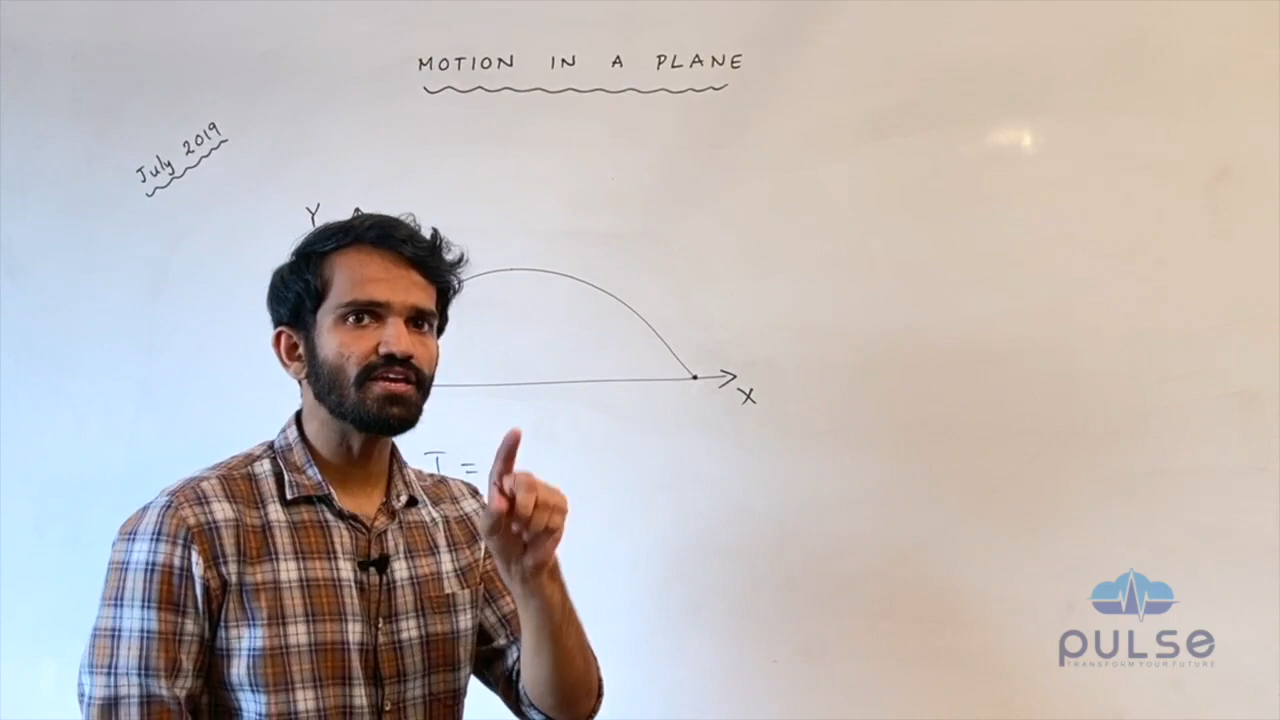 MOTION IN A PLANE
July 2019
Y
X
T =
PULSE
TRANSFORM YOUR FUTURE